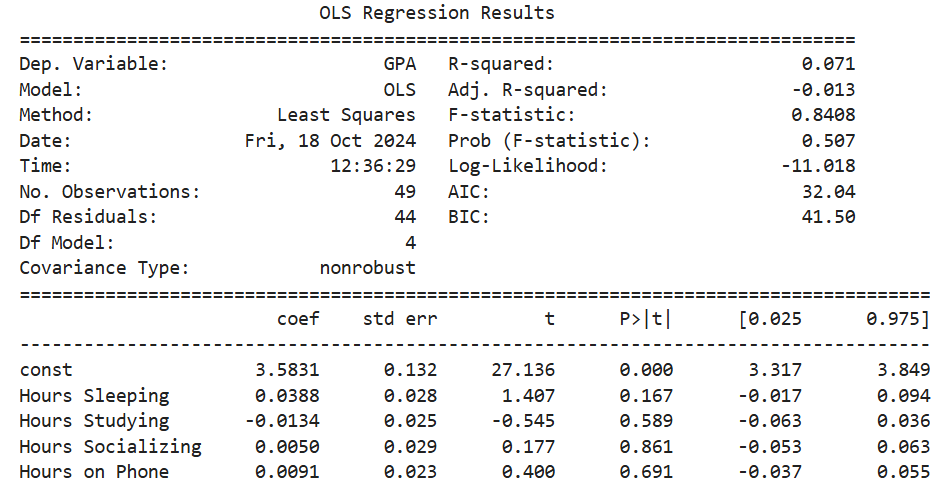 OLS Regression Results
==============================================================================
Dep. Variable:                    GPA   R-squared:                       0.071
Model:                            OLS   Adj. R-squared:                 -0.013
Method:                 Least Squares   F-statistic:                    0.8408
Date:                Fri, 18 Oct 2024   Prob (F-statistic):              0.507
Time:                        12:36:29   Log-Likelihood:                -11.018
No. Observations:                  49   AIC:                             32.04
Df Residuals:                      44   BIC:                             41.50
Df Model:                           4
Covariance Type:            nonrobust
=====================================================================================
                        coef    std err          t      P>|t|      [0.025      0.975]
-------------------------------------------------------------------------------------
const                 3.5831      0.132     27.136      0.000       3.317       3.849
Hours Sleeping        0.0388      0.028      1.407      0.167      -0.017       0.094
Hours Studying       -0.0134      0.025     -0.545      0.589      -0.063       0.036
Hours Socializing     0.0050      0.029      0.177      0.861      -0.053       0.063
Hours on Phone        0.0091      0.023      0.400      0.691      -0.037       0.055